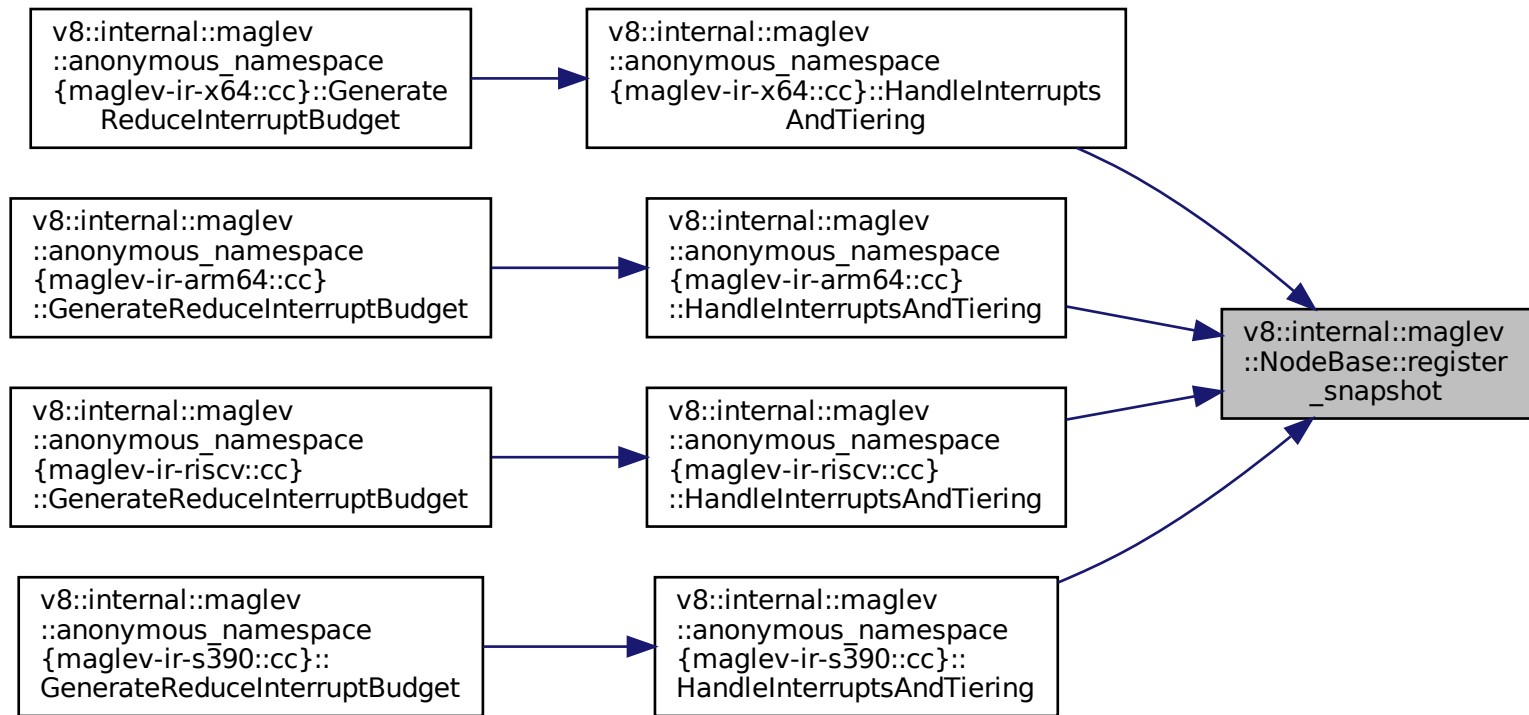 v8::internal::maglev
::anonymous_namespace
{maglev-ir-x64::cc}::Generate
ReduceInterruptBudget
v8::internal::maglev
::anonymous_namespace
{maglev-ir-x64::cc}::HandleInterrupts
AndTiering
v8::internal::maglev
::anonymous_namespace
{maglev-ir-arm64::cc}
::GenerateReduceInterruptBudget
v8::internal::maglev
::anonymous_namespace
{maglev-ir-arm64::cc}
::HandleInterruptsAndTiering
v8::internal::maglev
::NodeBase::register
_snapshot
v8::internal::maglev
::anonymous_namespace
{maglev-ir-riscv::cc}
::GenerateReduceInterruptBudget
v8::internal::maglev
::anonymous_namespace
{maglev-ir-riscv::cc}
::HandleInterruptsAndTiering
v8::internal::maglev
::anonymous_namespace
{maglev-ir-s390::cc}::
GenerateReduceInterruptBudget
v8::internal::maglev
::anonymous_namespace
{maglev-ir-s390::cc}::
HandleInterruptsAndTiering